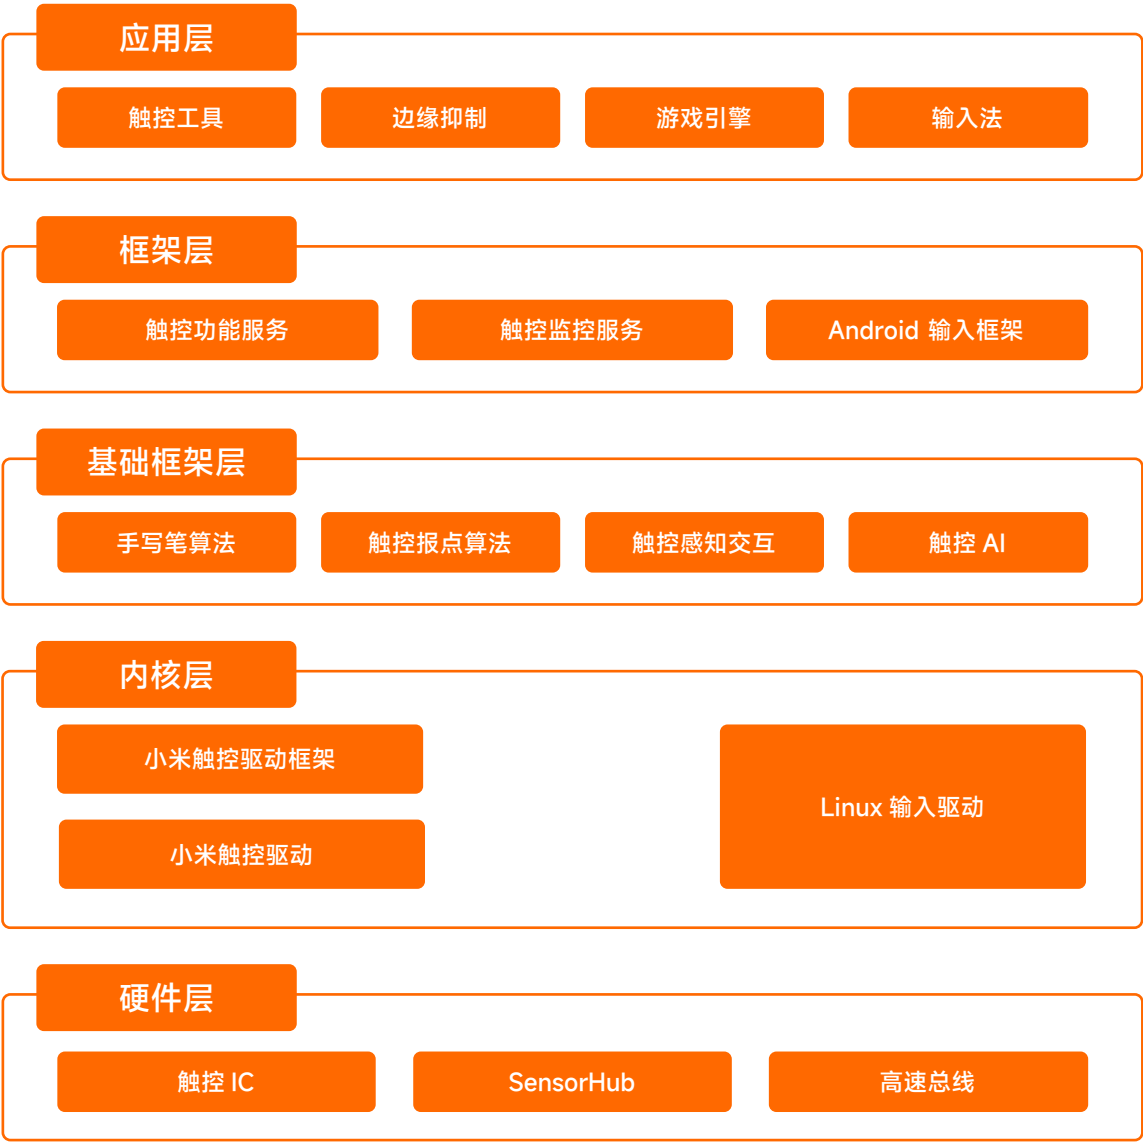 应用层
触控工具
边缘抑制
游戏引擎
输入法
框架层
触控功能服务
触控监控服务
Android 输入框架
基础框架层
手写笔算法
触控报点算法
触控感知交互
触控 AI
内核层
小米触控驱动框架
小米触控驱动
Linux 输入驱动
硬件层
触控 IC
SensorHub
高速总线